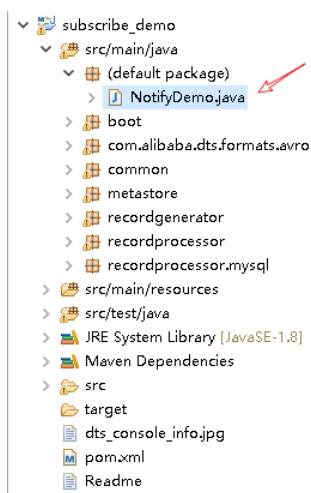 subscribe_demo
src/main/java
(default package)
NotifyDemo.java
boot
com.alibaba.dts.formats.avro
common
metastore
recordgenerator
recordprocessor
recordprocessor.mysql
src/main/resources
src/test/java
JRE System Library [JavaSE-1.8]
Maven Dependencies
src
target
dts_console_info.jpg
pom.xml
Readme